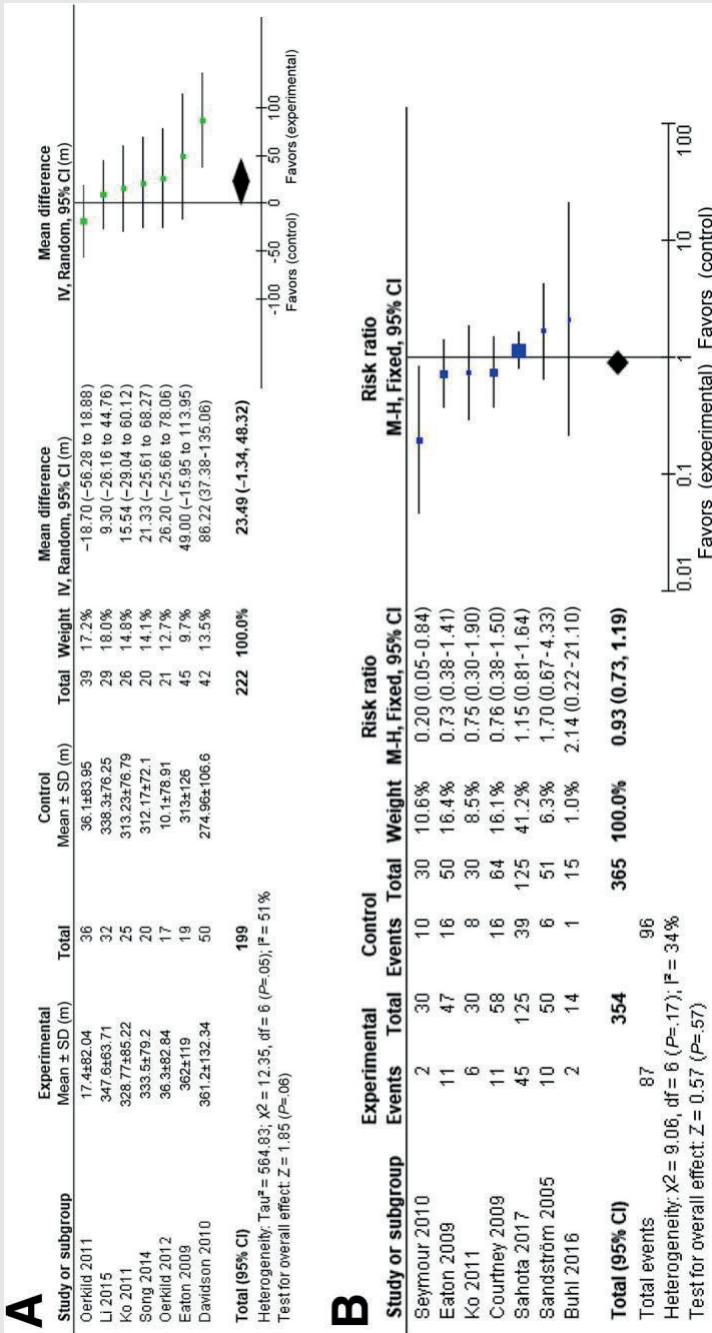 A
Experimental Control Mean difference Mean difference
Study or subgroup Mean ± SD (m) Total Mean ± SD (m) Total Weight IV, Random, 95% CI (m) IV, Random, 95% CI (m)
Oerkild 2011 17.4±82.04 36 36.1±83.95 39 17.2% −18.70 (−56.28 to 18.88)
Li 2015 347.6±63.71 32 338.3±76.25 29 18.0% 9.30 (−26.16 to 44.76)
Ko 2011 328.77±85.22 25 313.23±76.79 26 14.8% 15.54 (−29.04 to 60.12)
Song 2014 333.5±79.2 20 312.17±72.1 20 14.1% 21.33 (−25.61 to 68.27)
Oerkild 2012 36.3±82.84 17 10.1±78.91 21 12.7% 26.20 (−25.66 to 78.06)
Eaton 2009 362±119 19 313±126 45 9.7% 49.00 (−15.95 to 113.95)
Davidson 2010 361.2±132.34 50 274.96±106.6 42 13.5% 86.22 (37.38-135.06)
Total (95% CI) 199 222 100.0% 23.49 (−1.34, 48.32)
Heterogeneity: Tau² = 564.83; χ2 = 12.35, df = 6 (P=.05); I² = 51%
Test for overall effect: Z = 1.85 (P=.06)
-100 -50 0 50 100
Favors (control) Favors (experimental)
B
Experimental Control Risk ratio Risk ratio
Study or subgroup Events Total Events Total Weight M-H, Fixed, 95% CI M-H, Fixed, 95% CI
Seymour 2010 2 30 10 30 10.6% 0.20 (0.05-0.84)
Eaton 2009 11 47 16 50 16.4% 0.73 (0.38-1.41)
Ko 2011 6 30 8 30 8.5% 0.75 (0.30-1.90)
Courtney 2009 11 58 16 64 16.1% 0.76 (0.38-1.50)
Sahota 2017 45 125 39 125 41.2% 1.15 (0.81-1.64)
Sandström 2005 10 50 6 51 6.3% 1.70 (0.67-4.33)
Buhl 2016 2 14 1 15 1.0% 2.14 (0.22-21.10)
Total (95% CI) 354 365 100.0% 0.93 (0.73, 1.19)
Total events 87 96
Heterogeneity: χ2 = 9.06, df = 6 (P=.17); I² = 34%
Test for overall effect: Z = 0.57 (P=.57)
0.01 0.1 1 10 100
Favors (experimental) Favors (control)